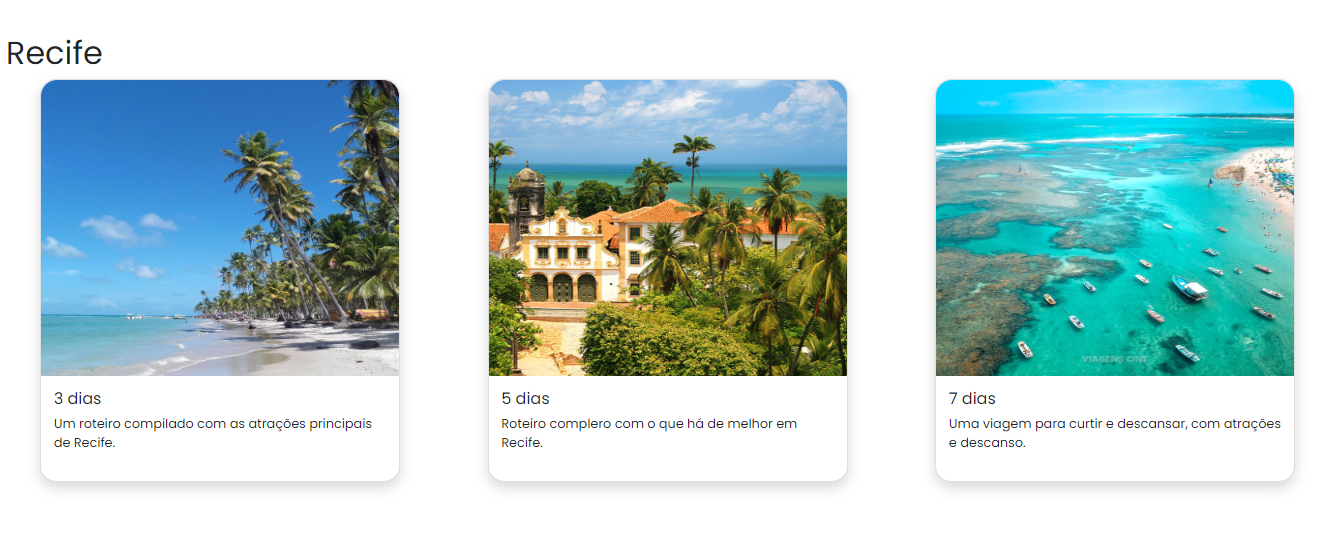 Recife
VIAGENS CINE
3 dias
Um roteiro compilado com as atrações principais
de Recife.
5 dias
Roteiro complero com o que há de melhor em
Recife.
7 dias
Uma viagem para curtir e descansar, com atrações
e descanso.